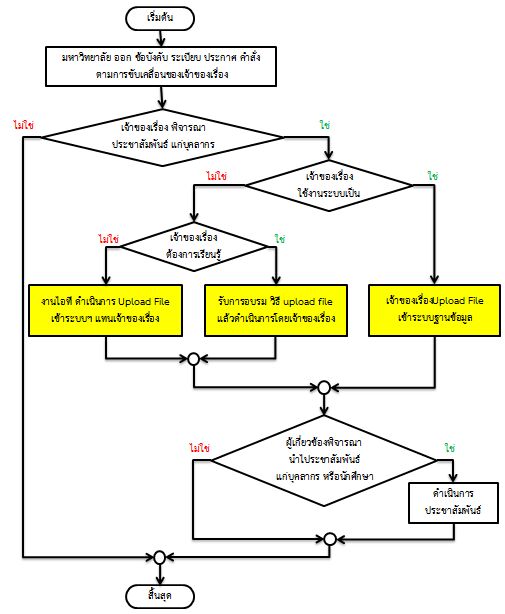 เริ่มต้น
มหาวิทยาลัย ออก ข้อบังคับ ระเบียบ ประกาศ คำสั่ง
ตามการขับเคลื่อนของเจ้าของเรื่อง
ไม่ใช่
เจ้าของเรื่อง พิจารณา
ประชาสัมพันธ์ แก่บุคลากร
ใช่
ไม่ใช่
เจ้าของเรื่อง
ใช้งานระบบเป็น
ใช่
ไม่ใช่
เจ้าของเรื่อง
ต้องการเรียนรู้
ใช่
งานไอที ดำเนินการ Upload File
เข้าระบบฯ แทนเจ้าของเรื่อง
รับการอบรม วิธี upload file
แล้วดำเนินการโดยเจ้าของเรื่อง
เจ้าของเรื่องUpload File
เข้าระบบฐานข้อมูล
ไม่ใช่
ผู้เกี่ยวข้องพิจารณา
นำไประชาสัมพันธ์
แก่บุคลากร หรือนักศึกษา
ใช่
ดำเนินการ
ประชาสัมพันธ์
สิ้นสุด